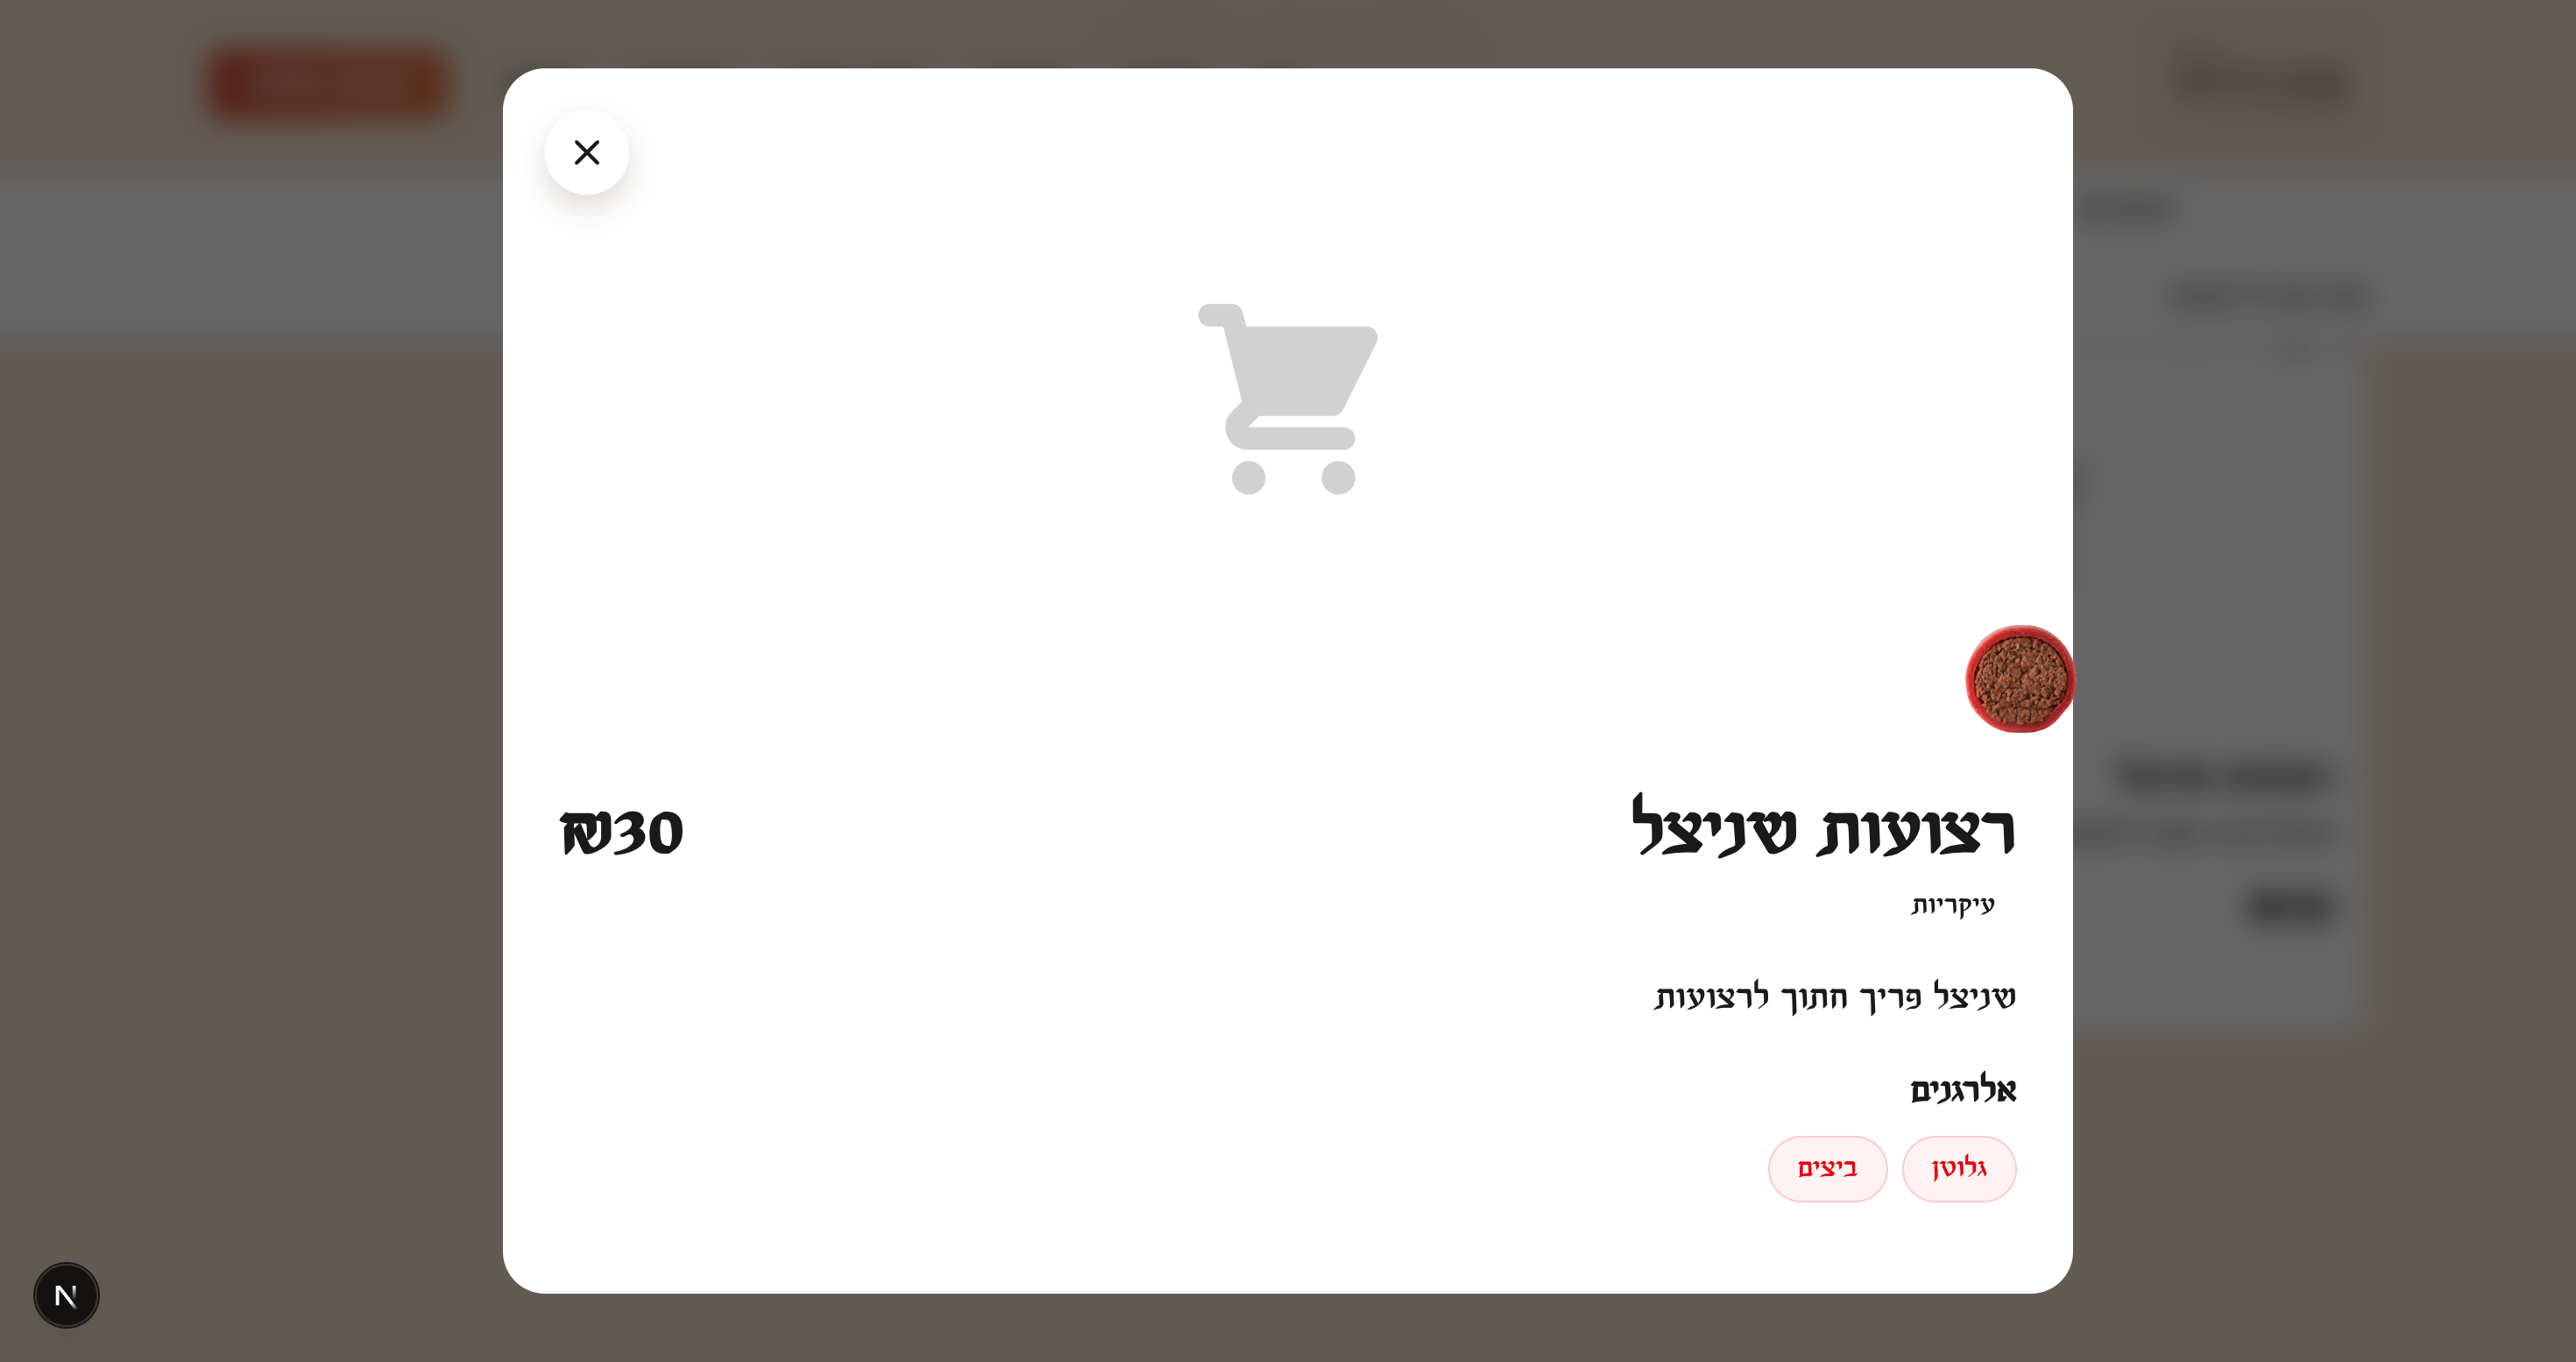 רצועות שניצל
₪30
עיקריות
שניצל פריך חתוך לרצועות
אלרגנים
גלוטן
ביצים
N